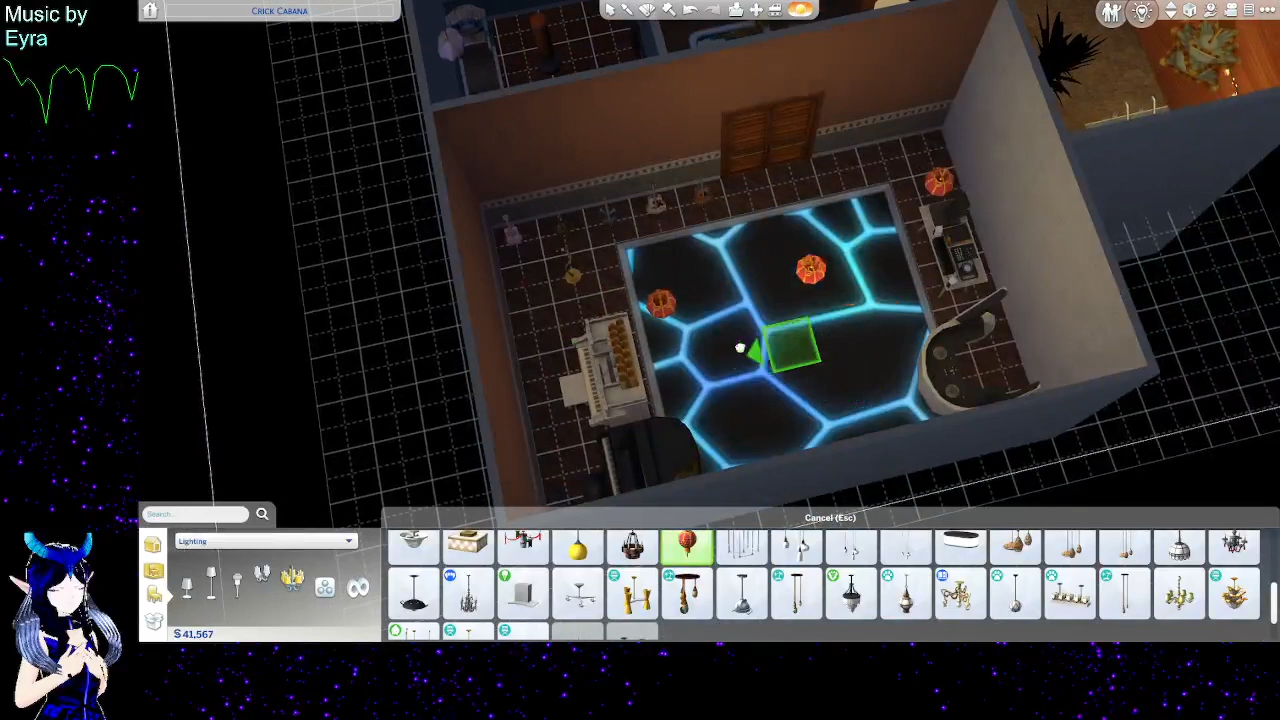 Music by
Eyra
CRICK CABANA
Cancel (Esc)
Search...
Lighting
§ 41,567